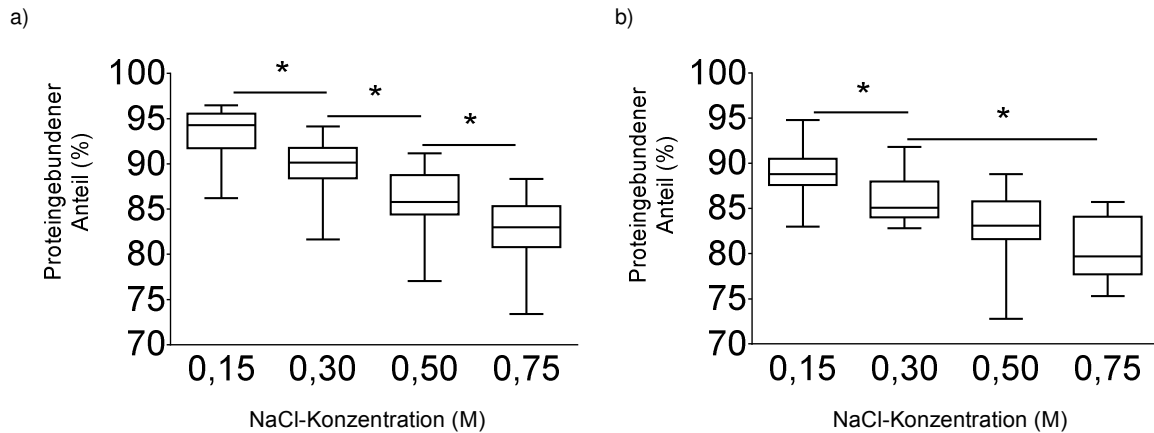 a)
100
95
90
85
80
75
70
Proteingebundener
Anteil (%)
*
*
*
0,15 0,30 0,50 0,75
NaCl-Konzentration (M)
b)
100
95
90
85
80
75
70
Proteingebundener
Anteil (%)
*
*
0,15 0,30 0,50 0,75
NaCl-Konzentration (M)